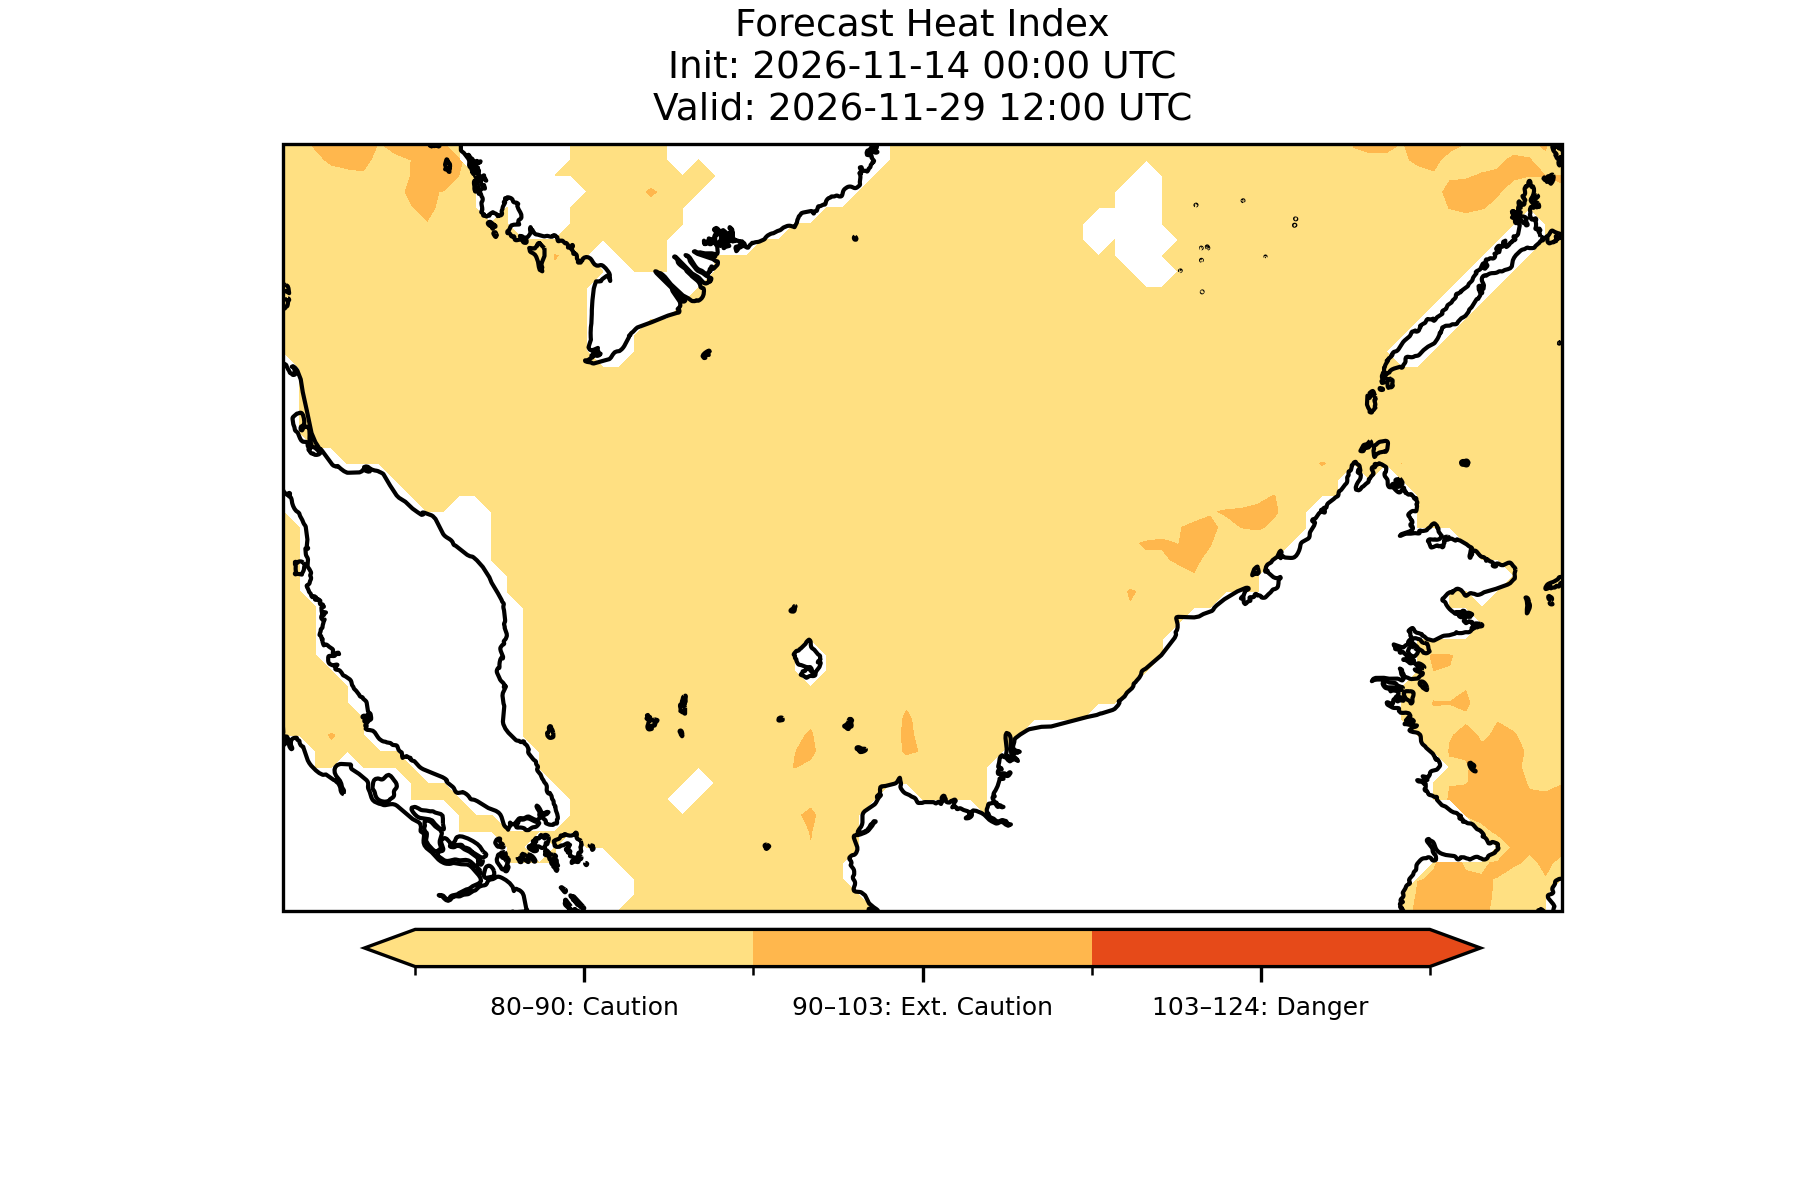 Forecast Heat Index
Init: 2026-11-14 00:00 UTC
Valid: 2026-11-29 12:00 UTC
80–90: Caution
90–103: Ext. Caution
103–124: Danger